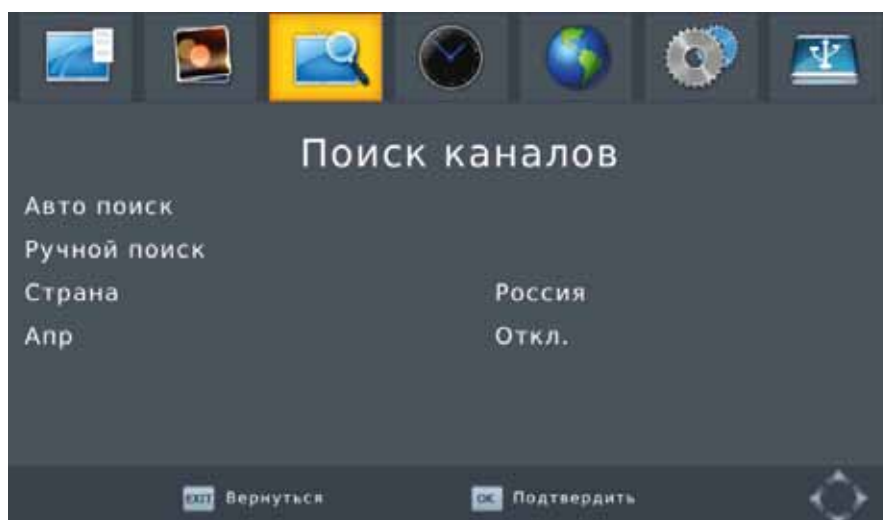 Поиск каналов
Авто поиск
Ручной поиск
Страна Россия
Апр Откл.
EXIT Вернуться OK Подтвердить